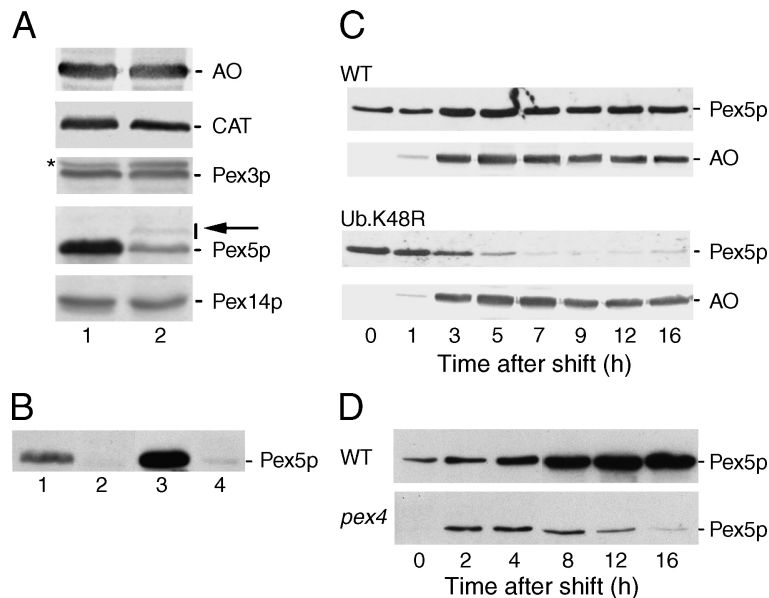 A
AO
CAT
*
Pex3p
Pex5p
Pex14p
1 2
B
Pex5p
1 2 3 4
C
WT
Pex5p
AO
Ub.K48R
Pex5p
AO
0 1 3 5 7 9 12 16
Time after shift (h)
D
WT
Pex5p
pex4
Pex5p
0 2 4 8 12 16
Time after shift (h)